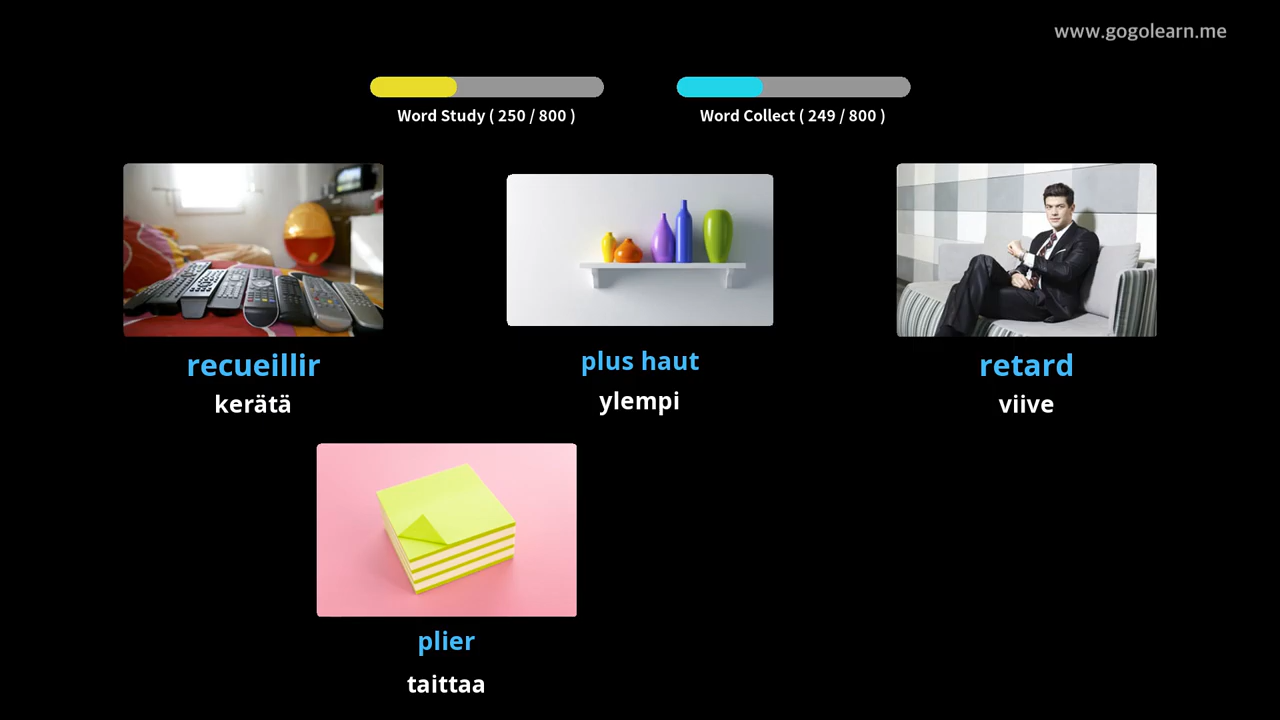 www.gogolearn.me
Word Study ( 250 / 800 )
Word Collect ( 249 / 800 )
recueillir
kerätä
plus haut
ylempi
retard
viive
plier
taittaa